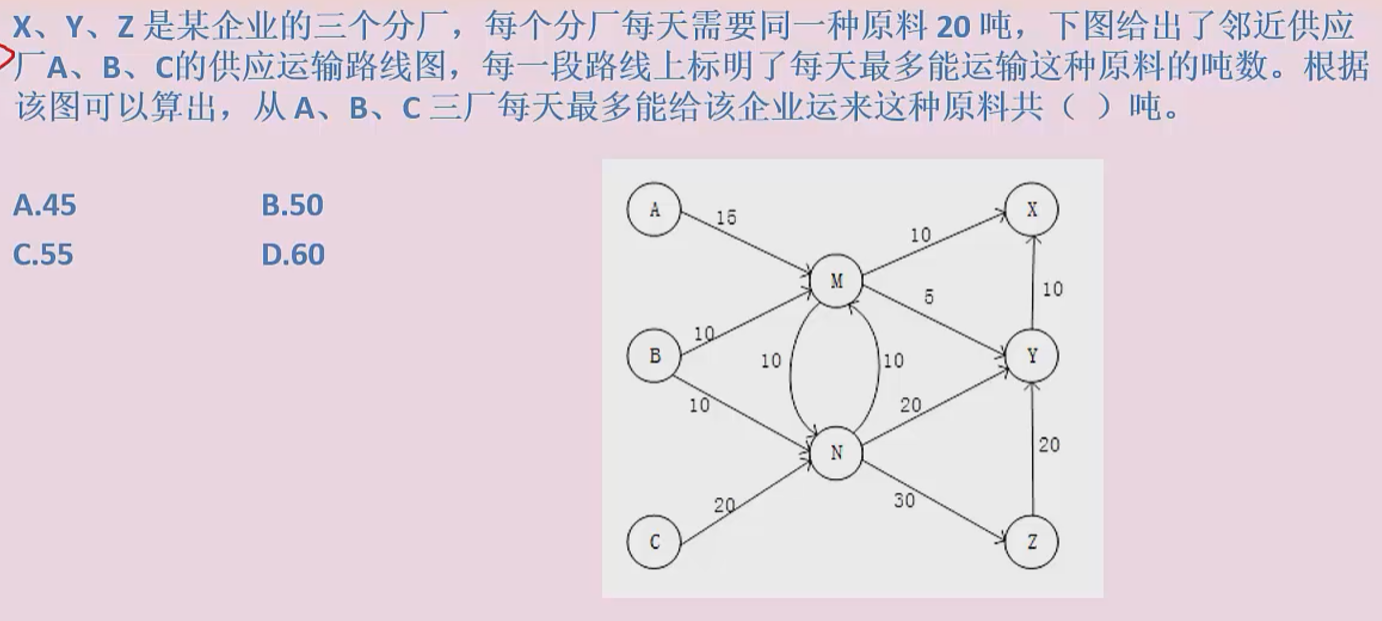 X、Y、Z 是某企业的三个分厂，每个分厂每天需要同一种原料 20 吨，下图给出了邻近供应
厂A、B、C的供应运输路线图，每一段路线上标明了每天最多能运输这种原料的吨数。根据
该图可以算出，从 A、B、C 三厂每天最多能给该企业运来这种原料共（ ）吨。
A.45 B.50
C.55 D.60
A X
15
10
M
5 10
10
B 10 10 Y
10 20
N 20
20 30
C Z